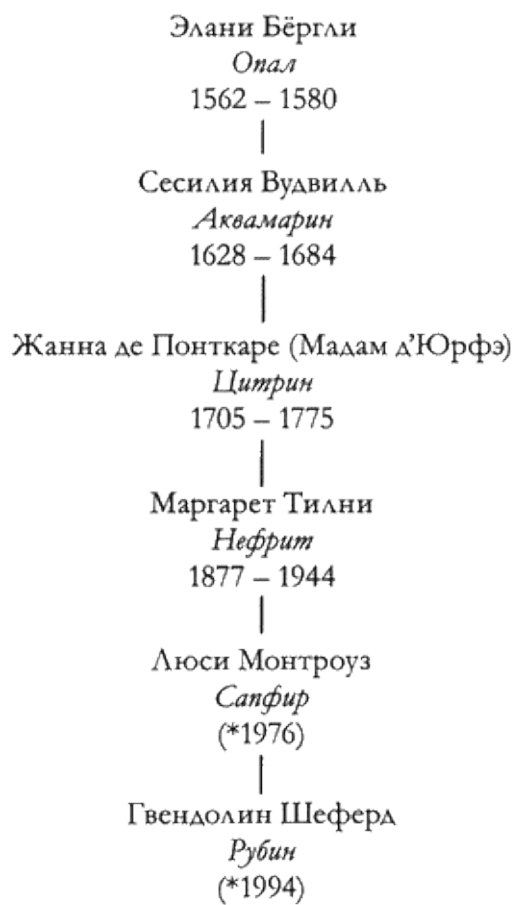 Элани Бёргли
Опал
1562 – 1580
Сесилия Вудвилль
Аквамарин
1628 – 1684
Жанна де Понткаре (Мадам д’Юрфэ)
Цитрин
1705 – 1775
Маргарет Тилни
Нефрит
1877 – 1944
Люси Монтроуз
Сапфир
(*1976)
Гвендолин Шеферд
Рубин
(*1994)